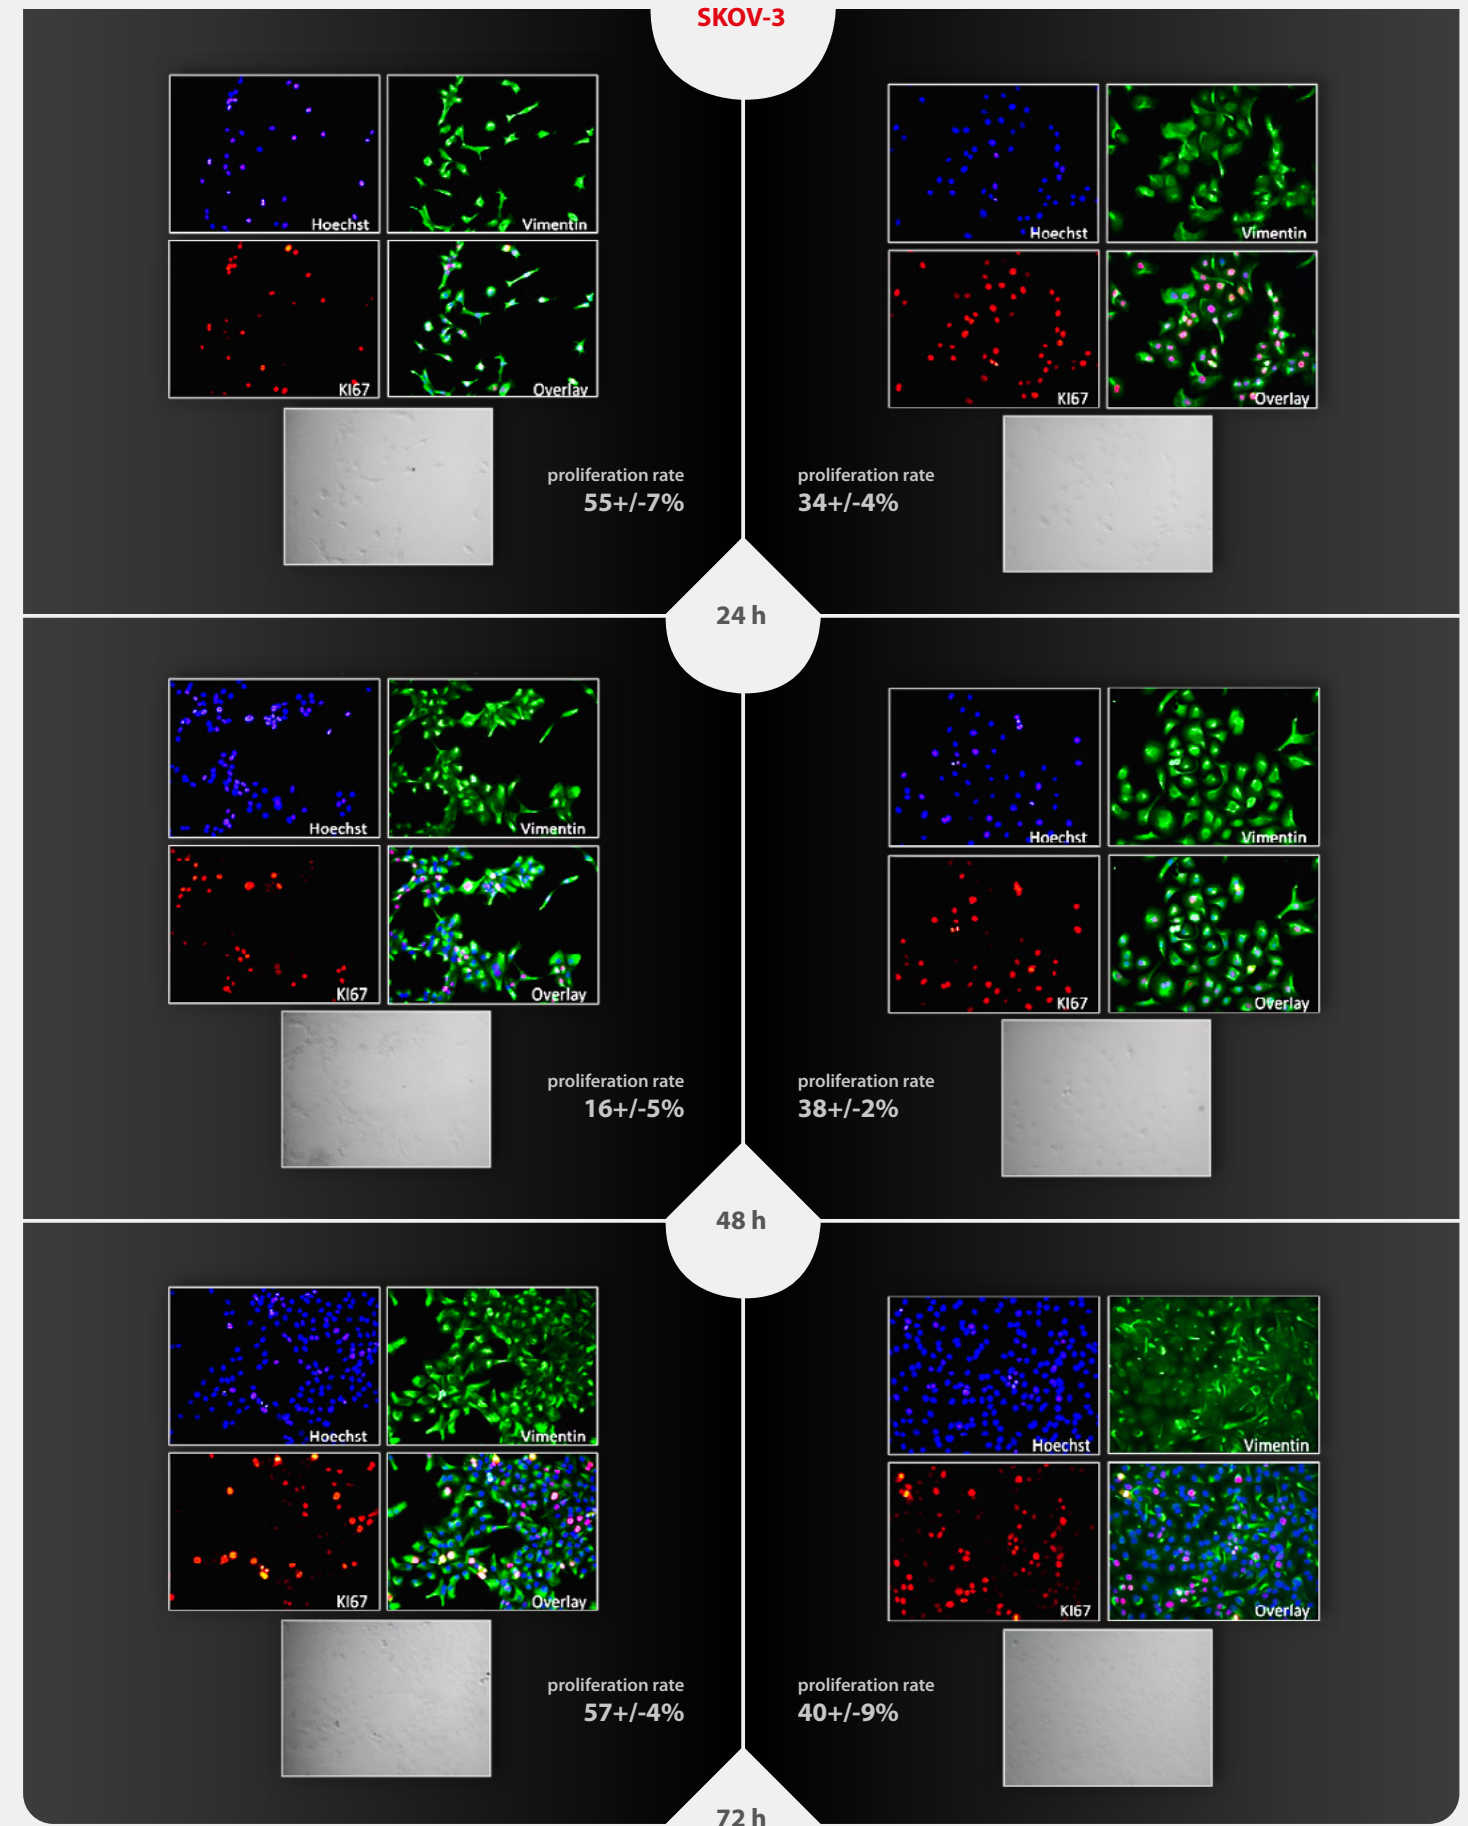 SKOV-3
Hoechst
Vimentin
KI67
Overlay
proliferation rate
55+/-7%
Hoechst
Vimentin
KI67
Overlay
proliferation rate
34+/-4%
24 h
Hoechst
Vimentin
KI67
Overlay
proliferation rate
16+/-5%
Hoechst
Vimentin
KI67
Overlay
proliferation rate
38+/-2%
48 h
Hoechst
Vimentin
KI67
Overlay
proliferation rate
57+/-4%
Hoechst
Vimentin
KI67
Overlay
proliferation rate
40+/-9%
72 h